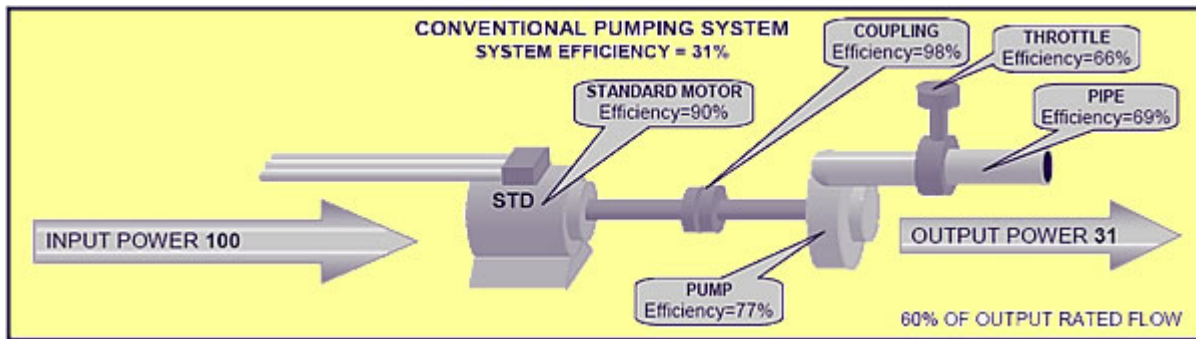 CONVENTIONAL PUMPING SYSTEM
SYSTEM EFFICIENCY = 31%
COUPLING
Efficiency=98%
THROTTLE
Efficiency=66%
STANDARD MOTOR
Efficiency=90%
PIPE
Efficiency=69%
STD
INPUT POWER 100
OUTPUT POWER 31
PUMP
Efficiency=77%
60% OF OUTPUT RATED FLOW